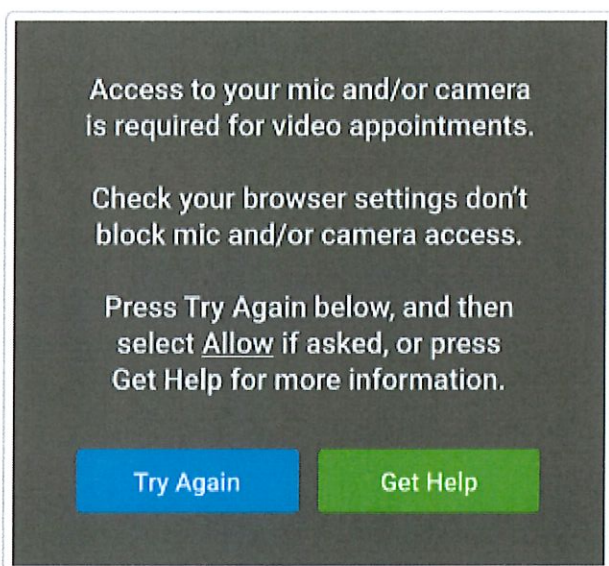 Access to your mic and/or camera
is required for video appointments.
Check your browser settings don't
block mic and/or camera access.
Press Try Again below, and then
select Allow if asked, or press
Get Help for more information.
Try Again
Get Help